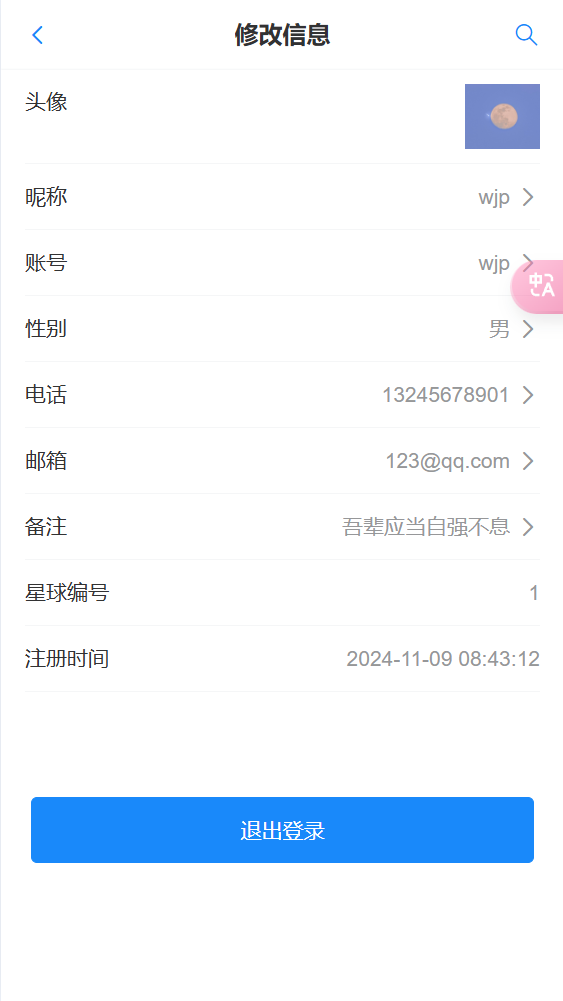 修改信息
头像
昵称 wjp
账号 wjp
性别 男
电话 13245678901
邮箱 123@qq.com
备注 吾辈应当自强不息
星球编号 1
注册时间 2024-11-09 08:43:12
退出登录
中A